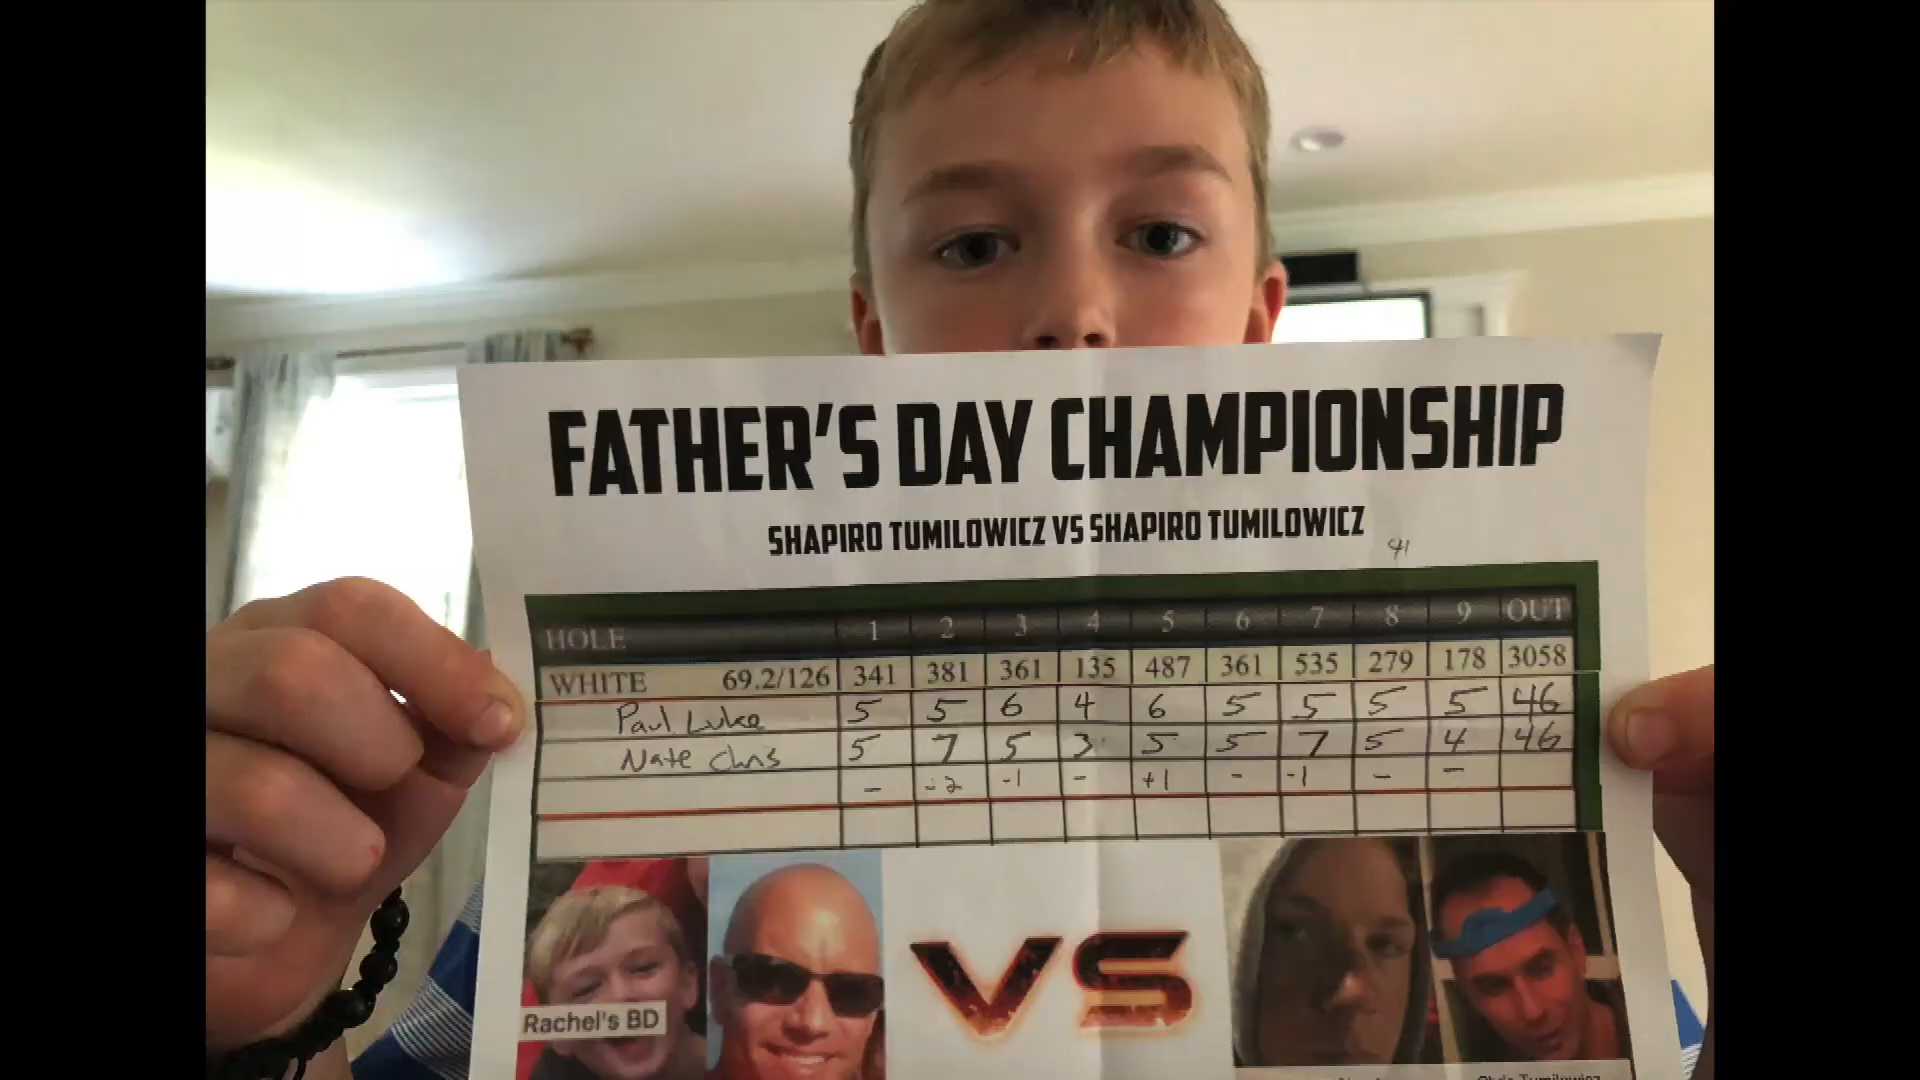 FATHER'S DAY CHAMPIONSHIP
SHAPIRO TUMILOWICZ VS SHAPIRO TUMILOWICZ
41
HOLE 1 2 3 4 5 6 7 8 9 OUT
WHITE 69.2/126 341 381 361 135 487 361 535 279 178 3058
Paul Luke 5 5 6 4 6 5 5 5 5 46
Nate Chris 5 7 5 3 5 5 7 5 4 46
- -2 -1 - +1 - -1 - -
VS
Rachel's BD
Chris Tumilowicz